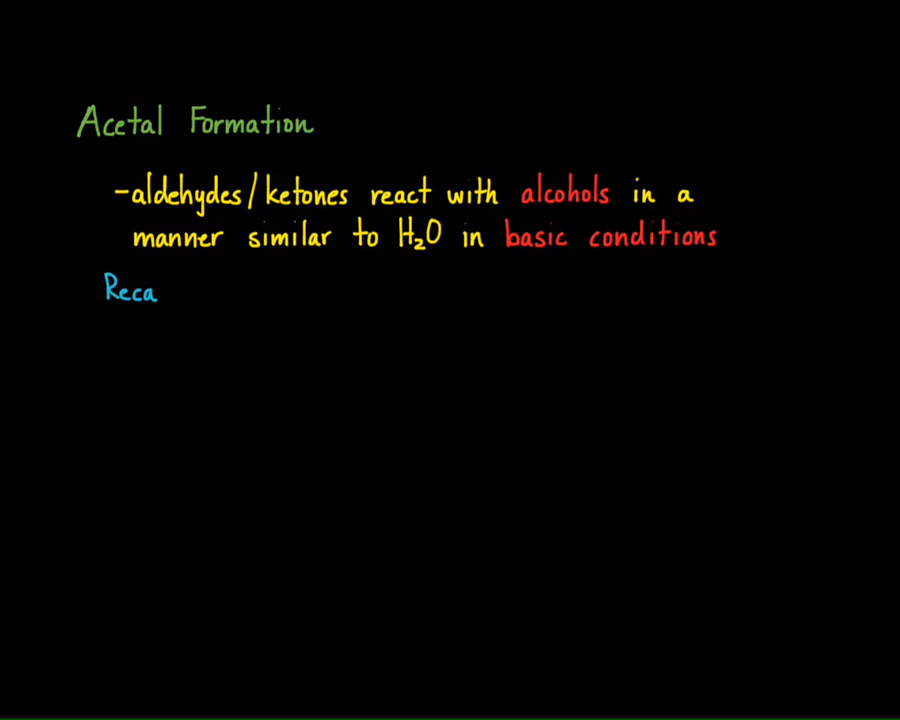 Acetal Formation
-aldehydes/ketones react with alcohols in a
manner similar to H₂O in basic conditions
Reca